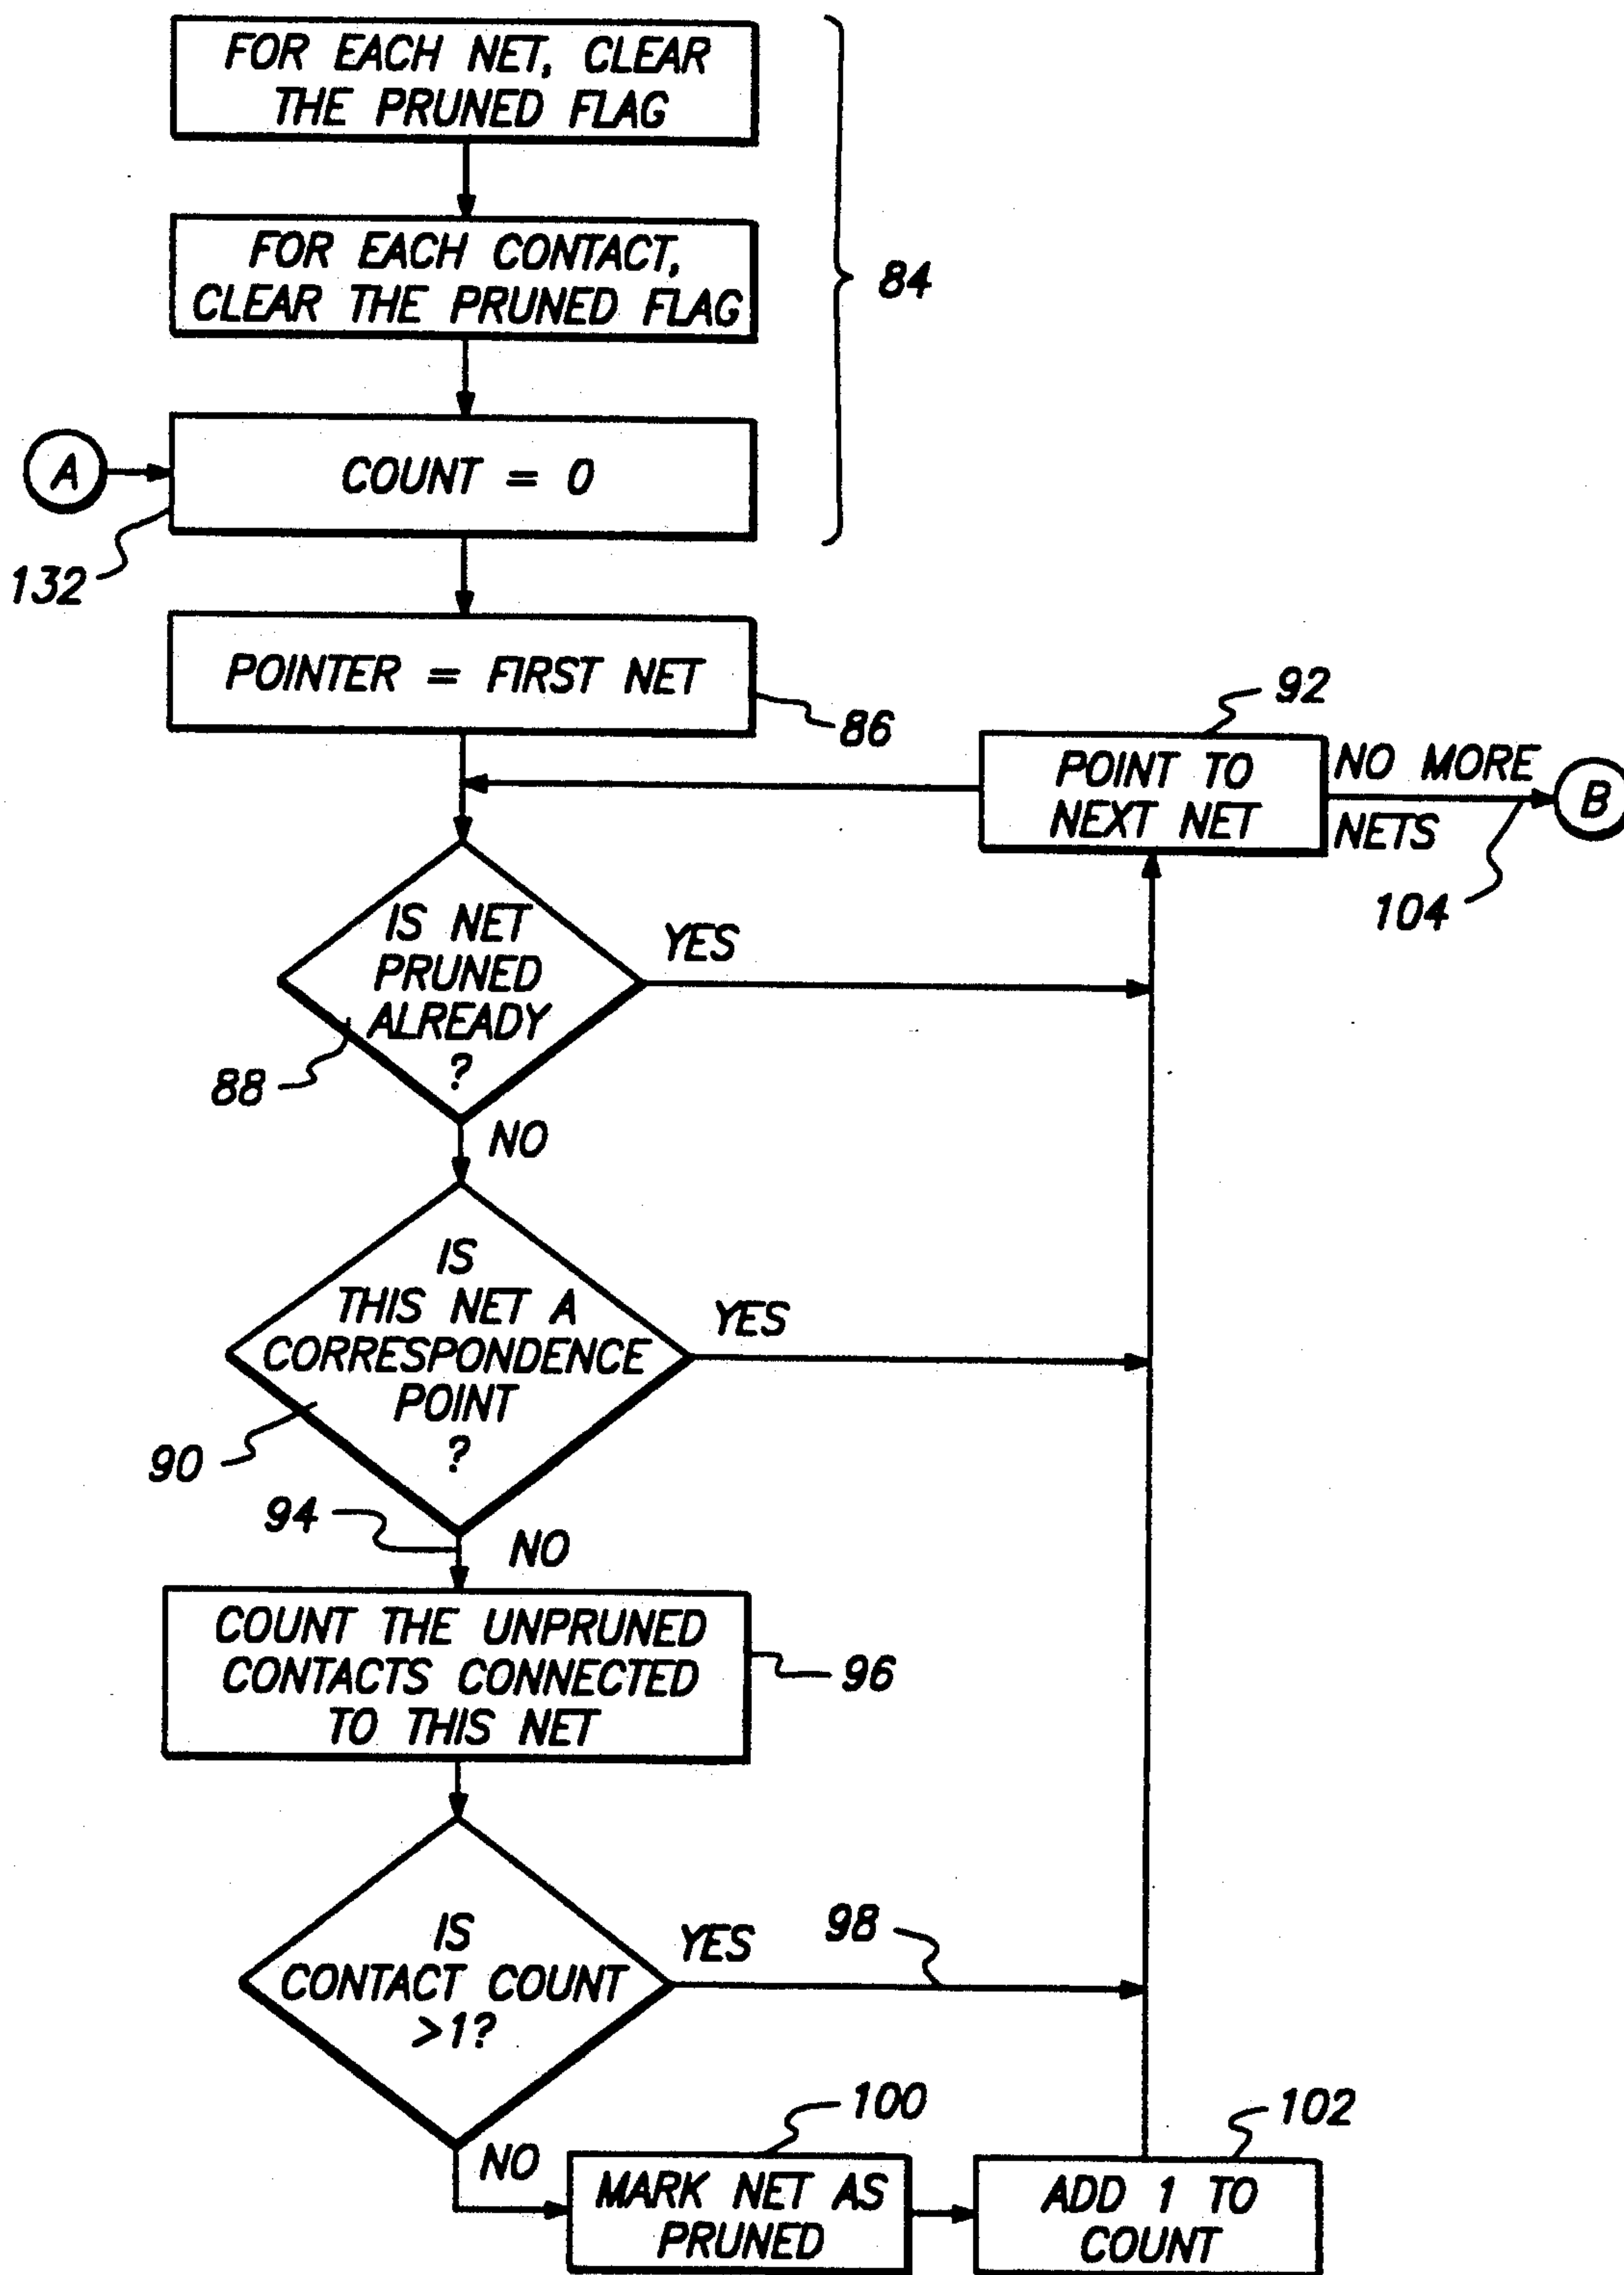 FOR EACH NET, CLEAR
THE PRUNED FLAG
FOR EACH CONTACT,
CLEAR THE PRUNED FLAG
84
A
COUNT = 0
132
POINTER = FIRST NET
86
92
POINT TO
NEXT NET
NO MORE
NETS
B
104
IS NET
PRUNED
ALREADY
?
YES
88
NO
IS
THIS NET A
CORRESPONDENCE
POINT
?
YES
90
94
NO
COUNT THE UNPRUNED
CONTACTS CONNECTED
TO THIS NET
96
IS
CONTACT COUNT
>1?
YES
98
NO
100
MARK NET AS
PRUNED
102
ADD 1 TO
COUNT